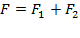 F = F₁ + F₂